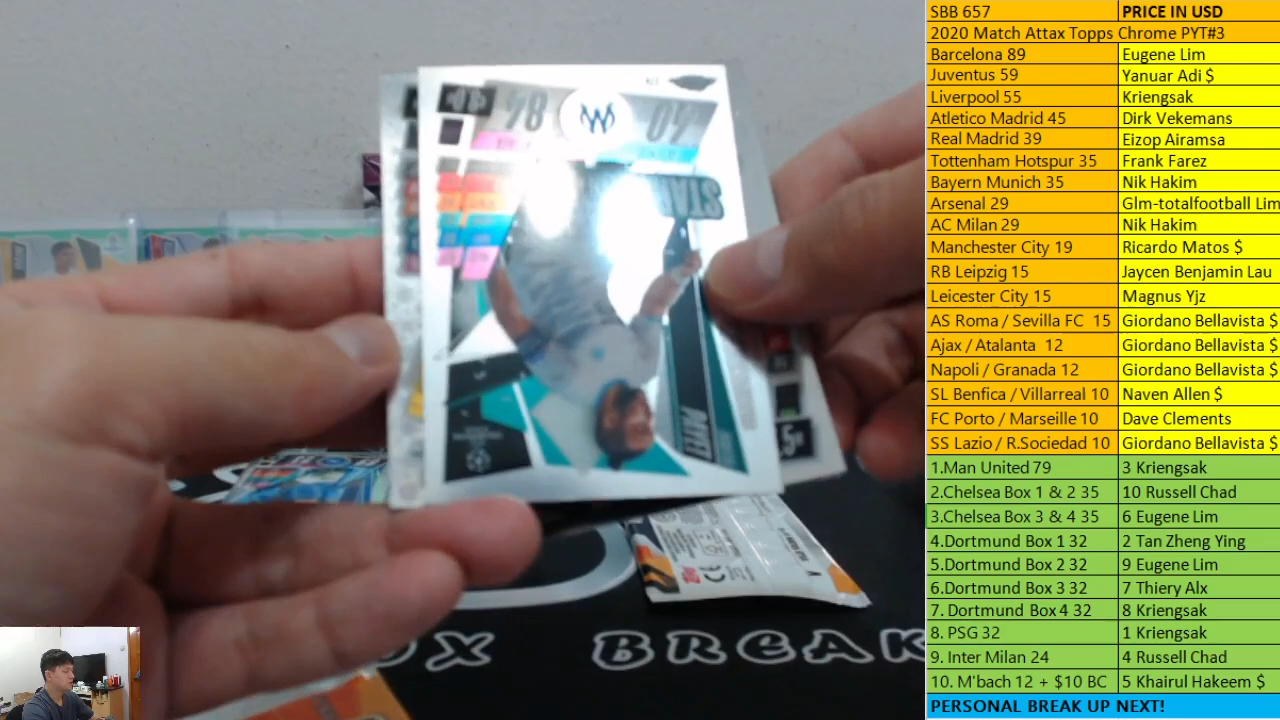 SBB 657 PRICE IN USD
2020 Match Attax Topps Chrome PYT#3
Barcelona 89 Eugene Lim
Juventus 59 Yanuar Adi $
Liverpool 55 Kriengsak
Atletico Madrid 45 Dirk Vekemans
Real Madrid 39 Eizop Airamsa
Tottenham Hotspur 35 Frank Farez
Bayern Munich 35 Nik Hakim
Arsenal 29 Glm-totalfootball Lim
AC Milan 29 Nik Hakim
Manchester City 19 Ricardo Matos $
RB Leipzig 15 Jaycen Benjamin Lau
Leicester City 15 Magnus Yjz
AS Roma / Sevilla FC 15 Giordano Bellavista $
Ajax / Atalanta 12 Giordano Bellavista $
Napoli / Granada 12 Giordano Bellavista $
SL Benfica / Villarreal 10 Naven Allen $
FC Porto / Marseille 10 Dave Clements
SS Lazio / R.Sociedad 10 Giordano Bellavista $
1.Man United 79 3 Kriengsak
2.Chelsea Box 1 & 2 35 10 Russell Chad
3.Chelsea Box 3 & 4 35 6 Eugene Lim
4.Dortmund Box 1 32 2 Tan Zheng Ying
5.Dortmund Box 2 32 9 Eugene Lim
6.Dortmund Box 3 32 7 Thiery Alx
7. Dortmund Box 4 32 8 Kriengsak
8. PSG 32 1 Kriengsak
9. Inter Milan 24 4 Russell Chad
10. M'bach 12 + $10 BC 5 Khairul Hakeem $
PERSONAL BREAK UP NEXT!
84 60
STAR
BREAK